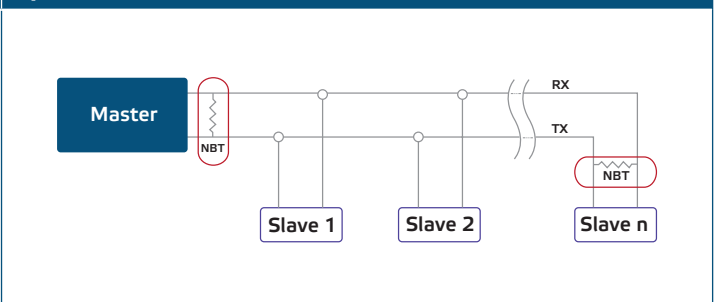 RX
Master
TX
NBT
NBT
Slave 1
Slave 2
Slave n